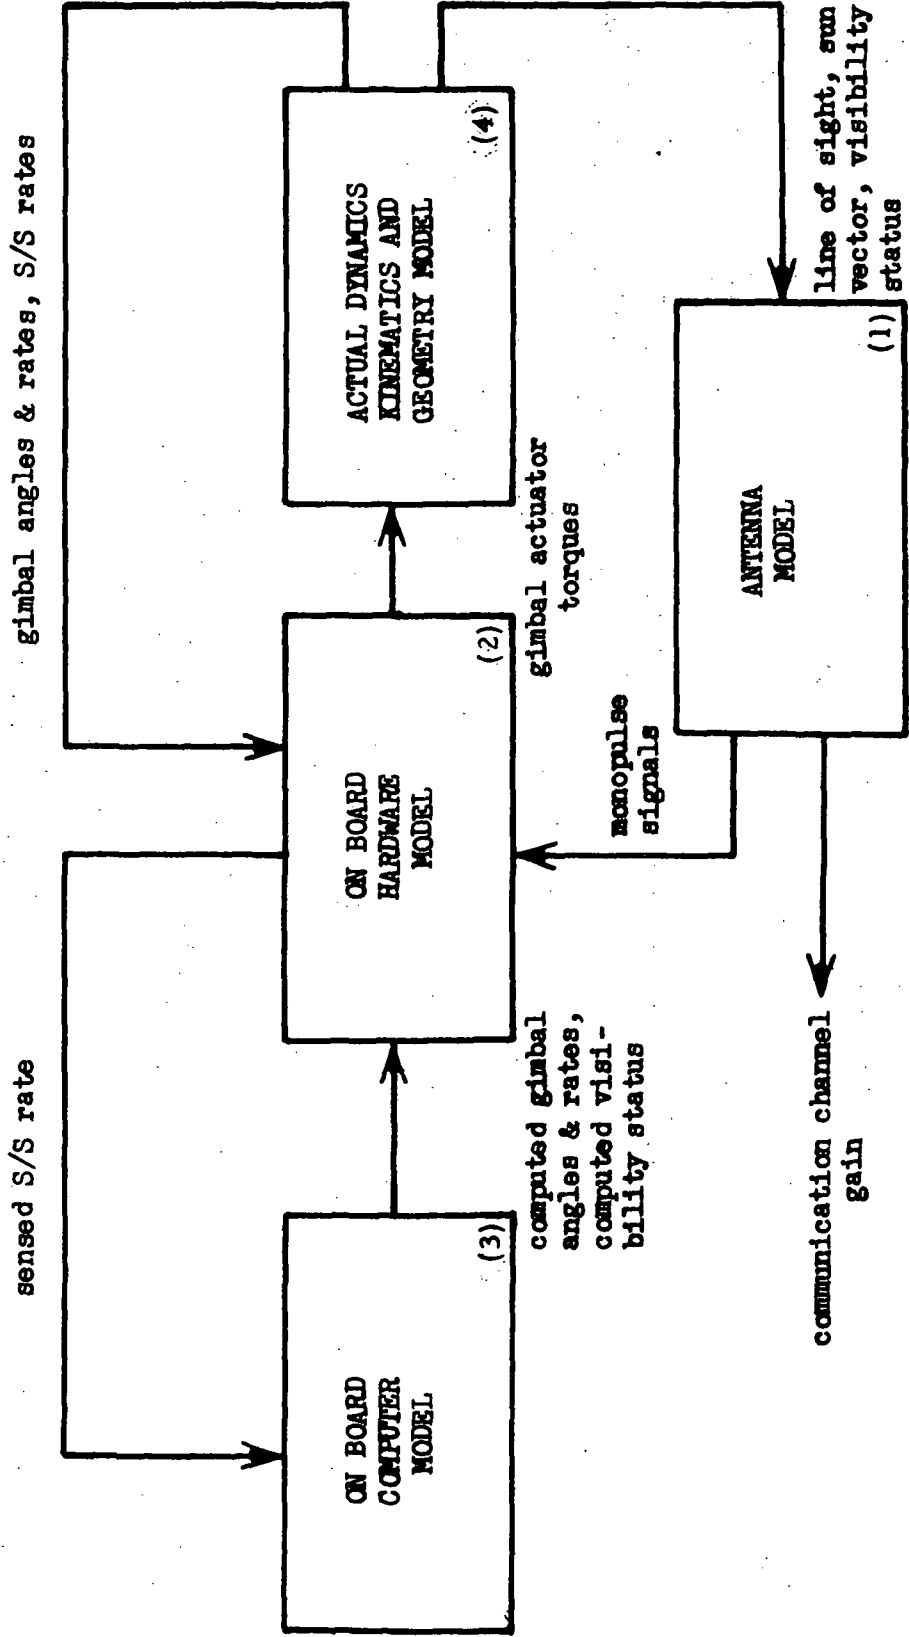 gimbal angles & rates, S/S rates
sensed S/S rate
ON BOARD
COMPUTER
MODEL
(3)
computed gimbal
angles & rates,
computed visi-
bility status
ON BOARD
HARDWARE
MODEL
(2)
gimbal actuator
torques
ACTUAL DYNAMICS
KINEMATICS AND
GEOMETRY MODEL
(4)
monopulse
signals
ANTENNA
MODEL
(1)
line of sight, sun
vector, visibility
status
communication channel
gain